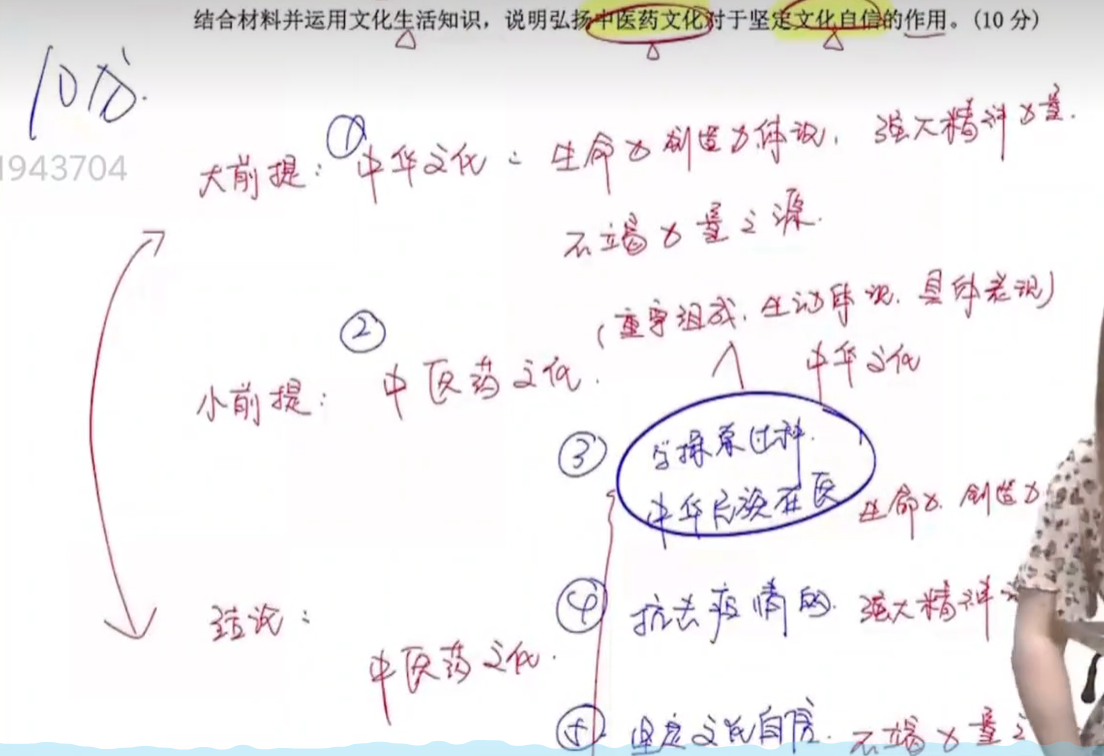 结合材料并运用文化生活知识，说明弘扬中医药文化对于坚定文化自信的作用。(10 分)
10分.
1943704
大前提： ① 中华文化： 生命力创造力体现， 强大精神力量.
不竭力量之源.
(重要组成. 生动体现. 具体表现)
② 中华文化
小前提： 中医药文化.
③
中华民族在医 生命力. 创造力
④ 抗击疫情的. 强大精神
结论：
中医药文化.
⑤ 坚定文化自信. 不竭力量之